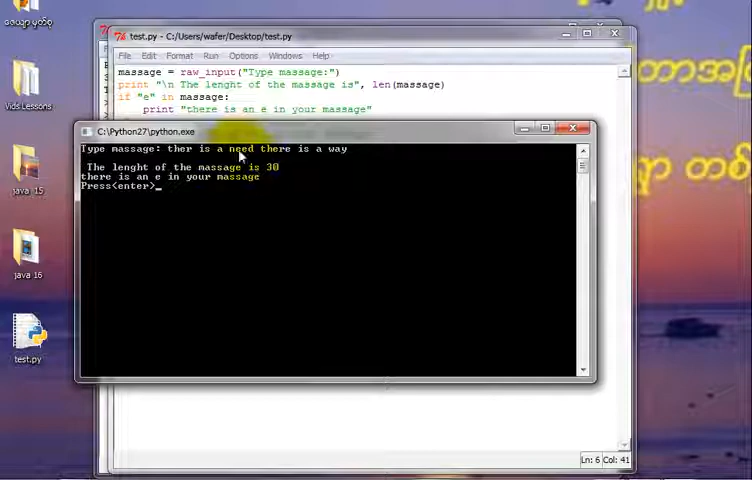 test.py - C:/Users/wafer/Desktop/test.py
File Edit Format Run Options Windows Help
massage = raw_input("Type massage:")
print "\n The lenght of the massage is", len(massage)
if "e" in massage:
print "there is an e in your massage"
C:\Python27\python.exe
Type massage: ther is a need there is a way
The lenght of the massage is 30
there is an e in your massage
Press<enter>
Vids.Lessons
java 15
java 16
test.py
Ln: 6 Col: 41